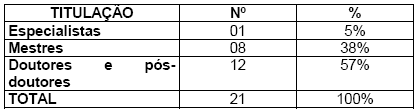 TITULAÇÃO Nº %
Especialistas 01 5%
Mestres 08 38%
Doutores e pós- 12 57%
doutores
TOTAL 21 100%